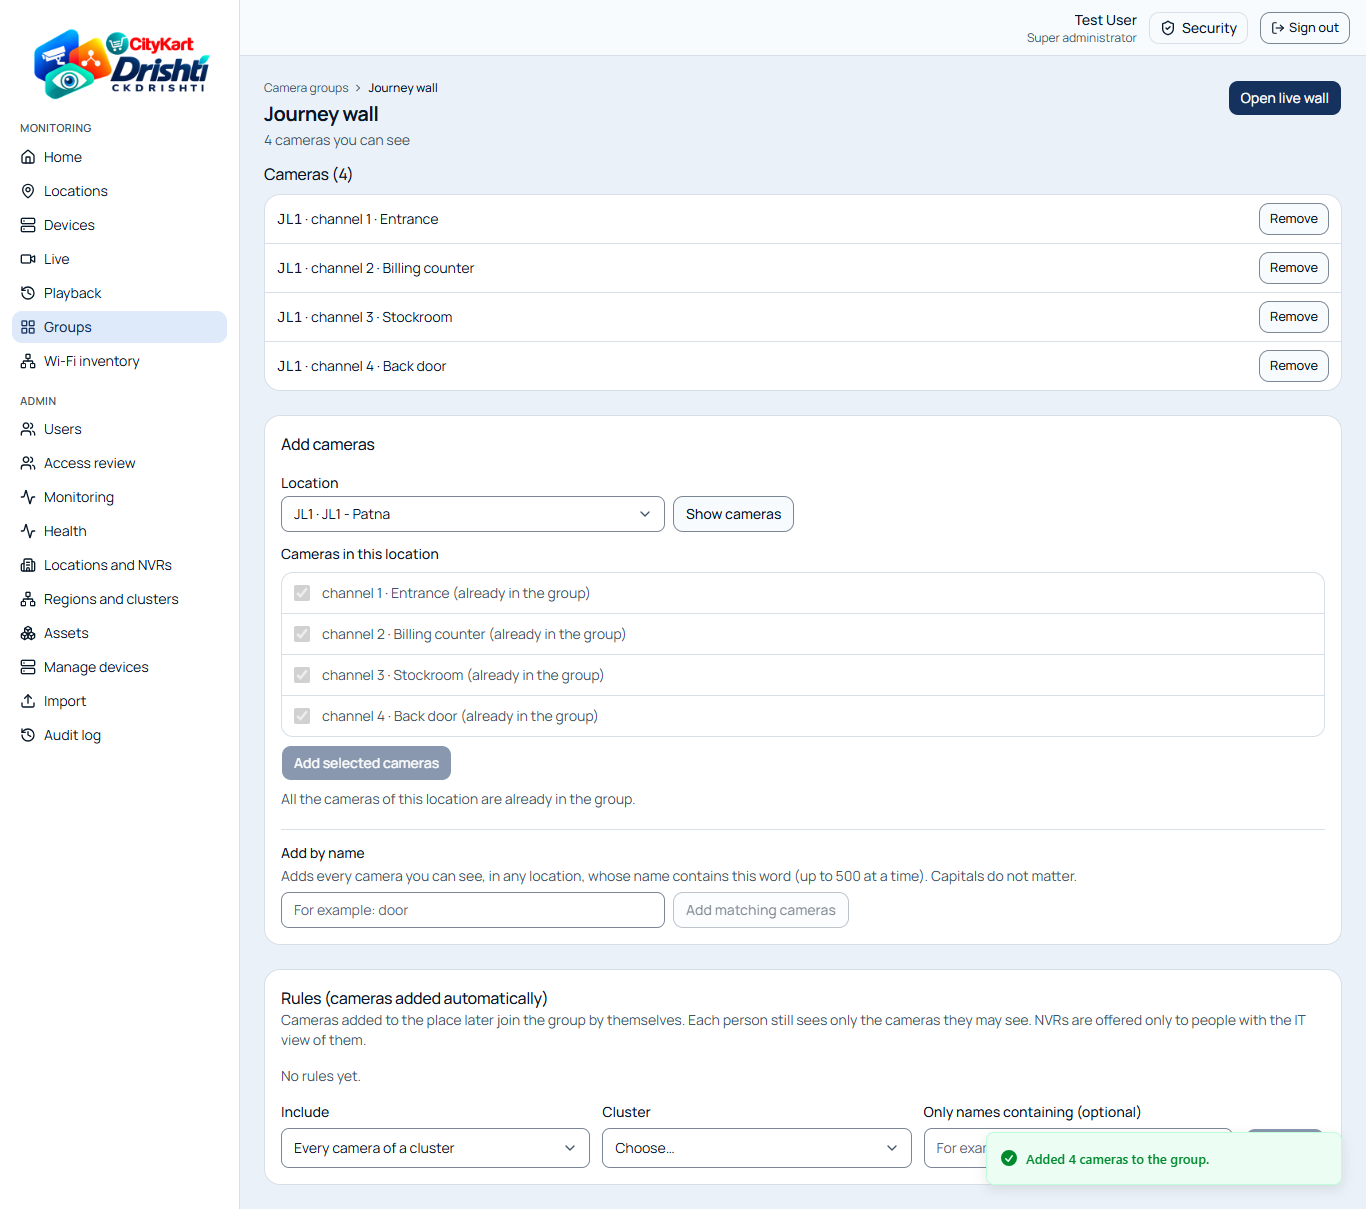 CityKart
Drishti
CKDRISHTI
Test User
Super administrator
Security
Sign out
MONITORING
Home
Locations
Devices
Live
Playback
Groups
Wi-Fi inventory
ADMIN
Users
Access review
Monitoring
Health
Locations and NVRs
Regions and clusters
Assets
Manage devices
Import
Audit log
Camera groups > Journey wall
Journey wall
Open live wall
4 cameras you can see
Cameras (4)
JL1 · channel 1 · Entrance
Remove
JL1 · channel 2 · Billing counter
Remove
JL1 · channel 3 · Stockroom
Remove
JL1 · channel 4 · Back door
Remove
Add cameras
Location
JL1 · JL1 - Patna
Show cameras
Cameras in this location
channel 1 · Entrance (already in the group)
channel 2 · Billing counter (already in the group)
channel 3 · Stockroom (already in the group)
channel 4 · Back door (already in the group)
Add selected cameras
All the cameras of this location are already in the group.
Add by name
Adds every camera you can see, in any location, whose name contains this word (up to 500 at a time). Capitals do not matter.
For example: door
Add matching cameras
Rules (cameras added automatically)
Cameras added to the place later join the group by themselves. Each person still sees only the cameras they may see. NVRs are offered only to people with the IT
view of them.
No rules yet.
Include
Cluster
Only names containing (optional)
Every camera of a cluster
Choose...
For
Added 4 cameras to the group.